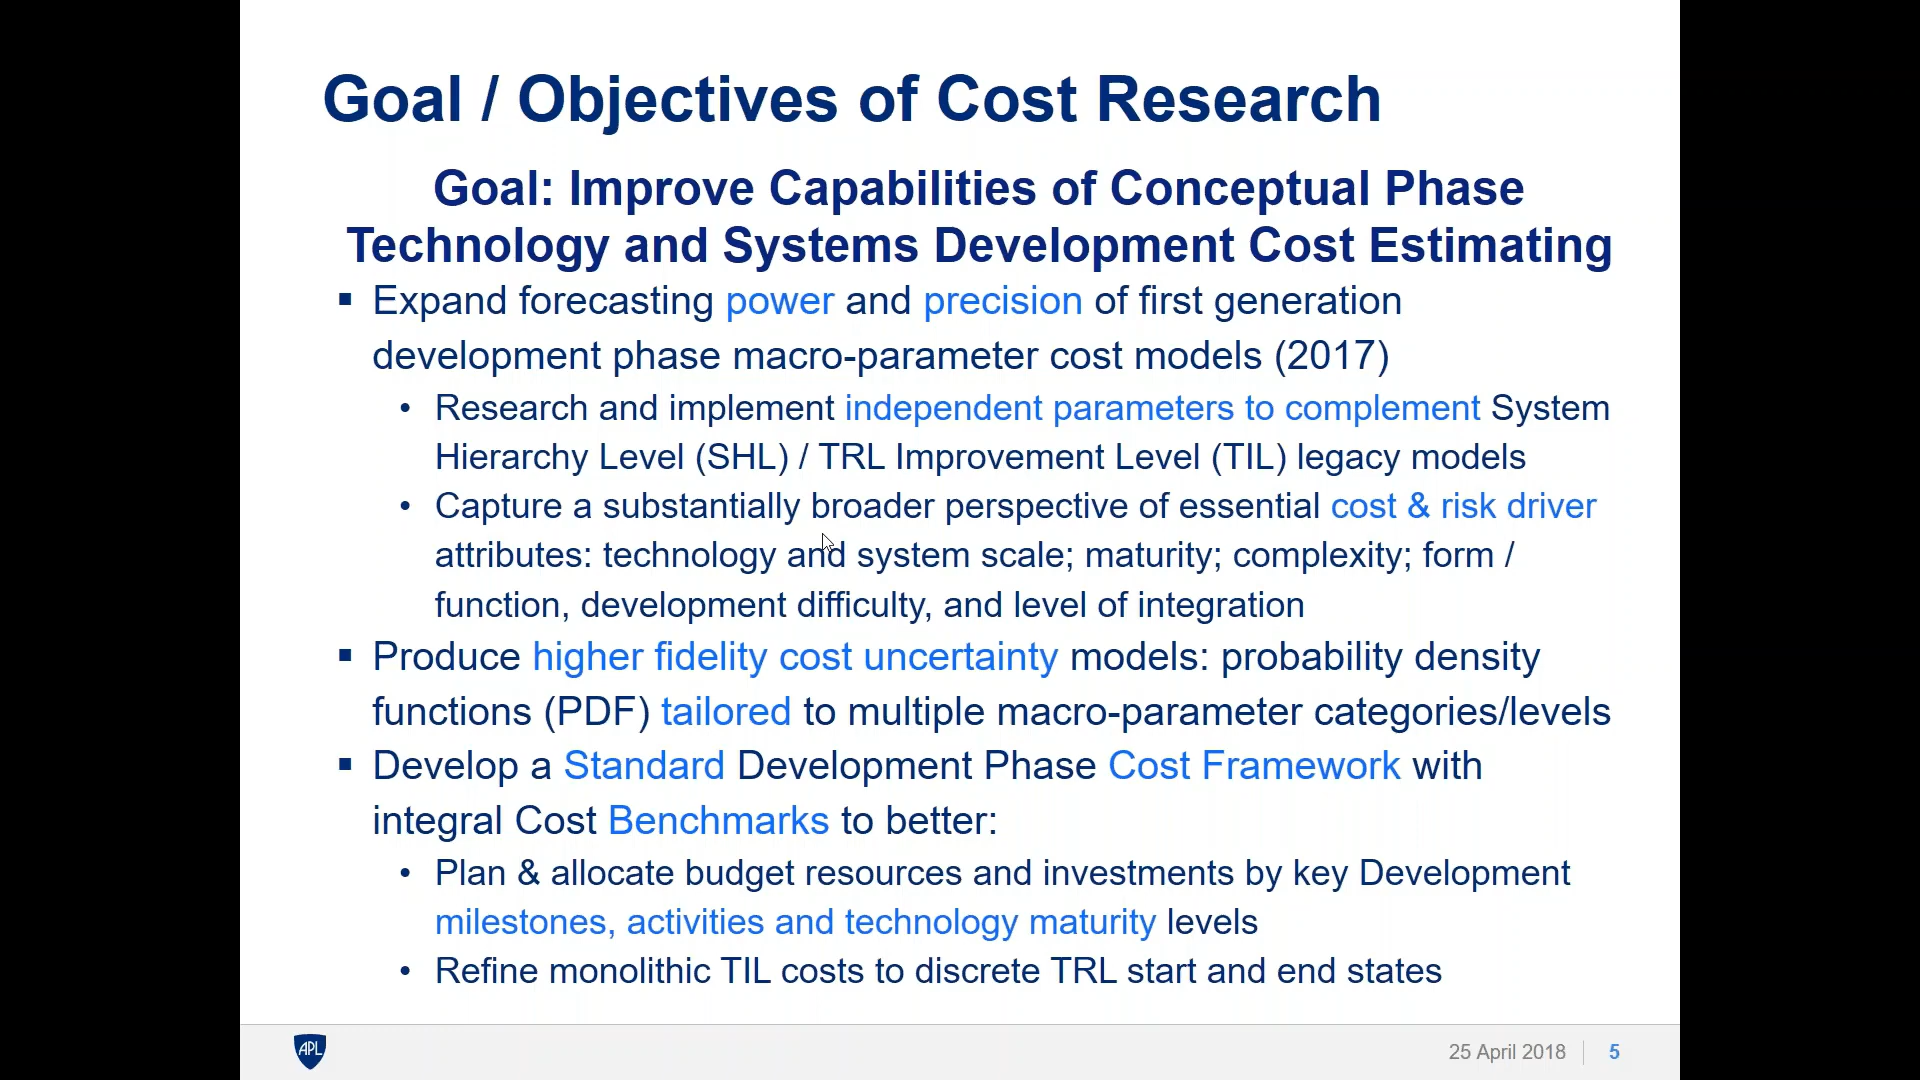 Goal / Objectives of Cost Research
Goal: Improve Capabilities of Conceptual Phase
Technology and Systems Development Cost Estimating
▪ Expand forecasting power and precision of first generation
development phase macro-parameter cost models (2017)
• Research and implement independent parameters to complement System
Hierarchy Level (SHL) / TRL Improvement Level (TIL) legacy models
• Capture a substantially broader perspective of essential cost & risk driver
attributes: technology and system scale; maturity; complexity; form /
function, development difficulty, and level of integration
▪ Produce higher fidelity cost uncertainty models: probability density
functions (PDF) tailored to multiple macro-parameter categories/levels
▪ Develop a Standard Development Phase Cost Framework with
integral Cost Benchmarks to better:
• Plan & allocate budget resources and investments by key Development
milestones, activities and technology maturity levels
• Refine monolithic TIL costs to discrete TRL start and end states
APL
25 April 2018 5